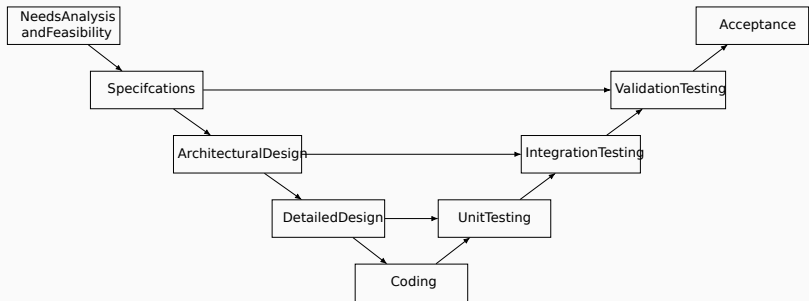 NeedsAnalysis
andFeasibility
Acceptance
Specifcations
ValidationTesting
ArchitecturalDesign
IntegrationTesting
DetailedDesign
UnitTesting
Coding